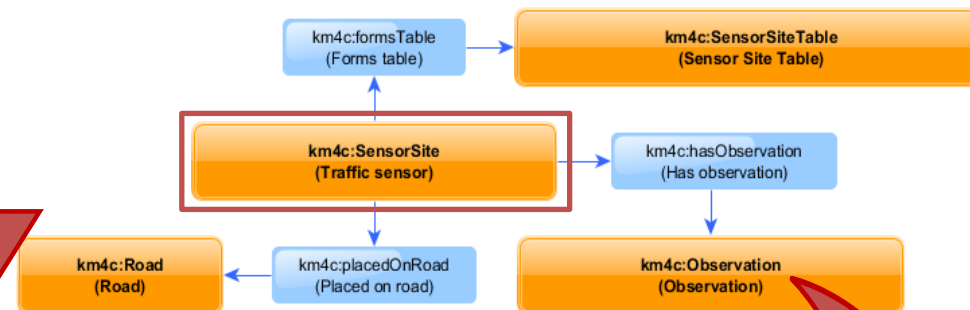 km4c:formsTable
(Forms table)
km4c:SensorSiteTable
(Sensor Site Table)
km4c:SensorSite
(Traffic sensor)
km4c:hasObservation
(Has observation)
km4c:Road
(Road)
km4c:placedOnRoad
(Placed on road)
km4c:Observation
(Observation)